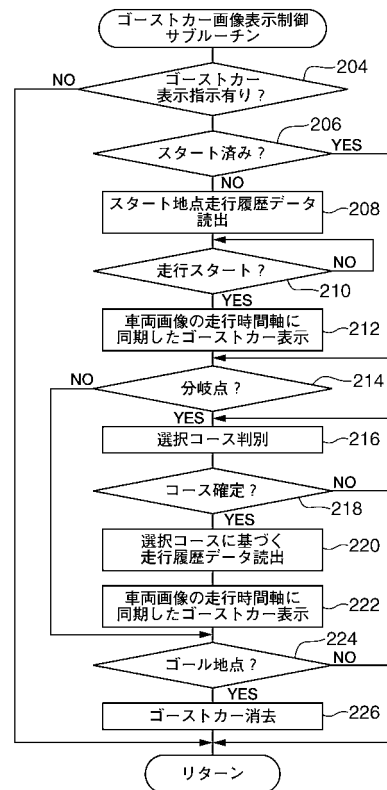 ゴーストカー画像表示制御
サブルーチン
204
NO
ゴーストカー
表示指示有り？
206
スタート済み？
YES
NO
スタート地点走行履歴データ
読出
208
走行スタート？
NO
210
YES
車両画像の走行時間軸に
同期したゴーストカー表示
212
NO
分岐点？
214
YES
選択コース判別
216
コース確定？
NO
218
YES
選択コースに基づく
走行履歴データ読出
220
車両画像の走行時間軸に
同期したゴーストカー表示
222
224
ゴール地点？
NO
YES
ゴーストカー消去
226
リターン